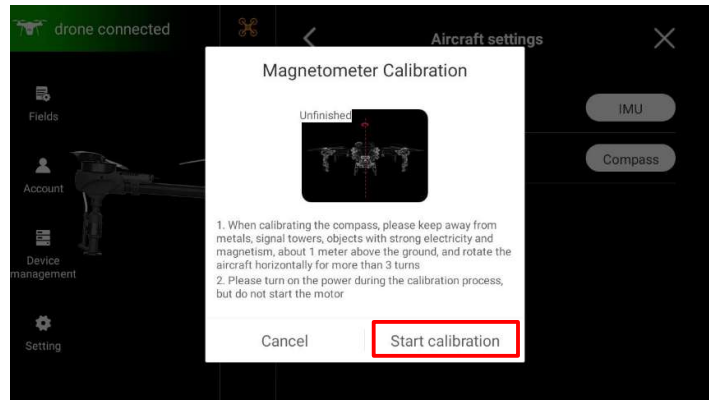 drone connected
Aircraft settings
Magnetometer Calibration
Unfinished
Fields
IMU
Account
Compass
1. When calibrating the compass, please keep away from
metals, signal towers, objects with strong electricity and
magnetism, about 1 meter above the ground, and rotate the
aircraft horizontally for more than 3 turns
2. Please turn on the power during the calibration process,
but do not start the motor
Device
management
Setting
Cancel
Start calibration